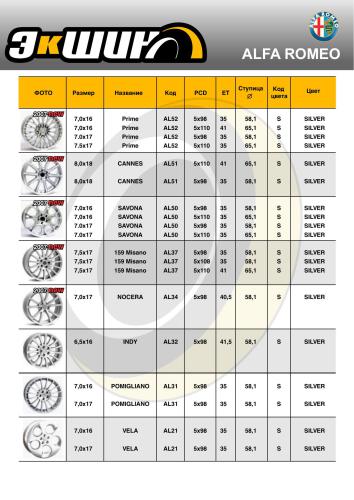 ЭкШИНА
ALFA ROMEO
ALFA ROMEO
ФОТО Размер Название Код PCD ET Ступица Ø Код цвета Цвет
2007 new
7,0x16 Prime AL52 5x98 35 58,1 S SILVER
7,0x16 Prime AL52 5x110 41 65,1 S SILVER
7,5x17 Prime AL52 5x98 35 58,1 S SILVER
7.5x17 Prime AL52 5x110 35 65,1 S SILVER
2007 new
8,0x18 CANNES AL51 5x110 41 65,1 S SILVER
8,0x18 CANNES AL51 5x98 35 58,1 S SILVER
2007 new
7,0x16 SAVONA AL50 5x98 35 58,1 S SILVER
7,0x16 SAVONA AL50 5x110 35 65,1 S SILVER
7.0x17 SAVONA AL50 5x98 35 58,1 S SILVER
7.0x17 SAVONA AL50 5x110 35 65,1 S SILVER
2007 new
7,5x17 159 Misano AL37 5x98 35 58,1 S SILVER
7.5x17 159 Misano AL37 5x108 35 58,1 S SILVER
7.5x17 159 Misano AL37 5x110 41 65,1 S SILVER
2007 new
7,0x17 NOCERA AL34 5x98 40,5 58,1 S SILVER
6,5x16 INDY AL32 5x98 41,5 58,1 S SILVER
7,0x16 POMIGLIANO AL31 5x98 35 58,1 S SILVER
7,0x17 POMIGLIANO AL31 5x98 35 58,1 S SILVER
7,0x16 VELA AL21 5x98 35 58,1 S SILVER
7,0x17 VELA AL21 5x98 35 58,1 S SILVER